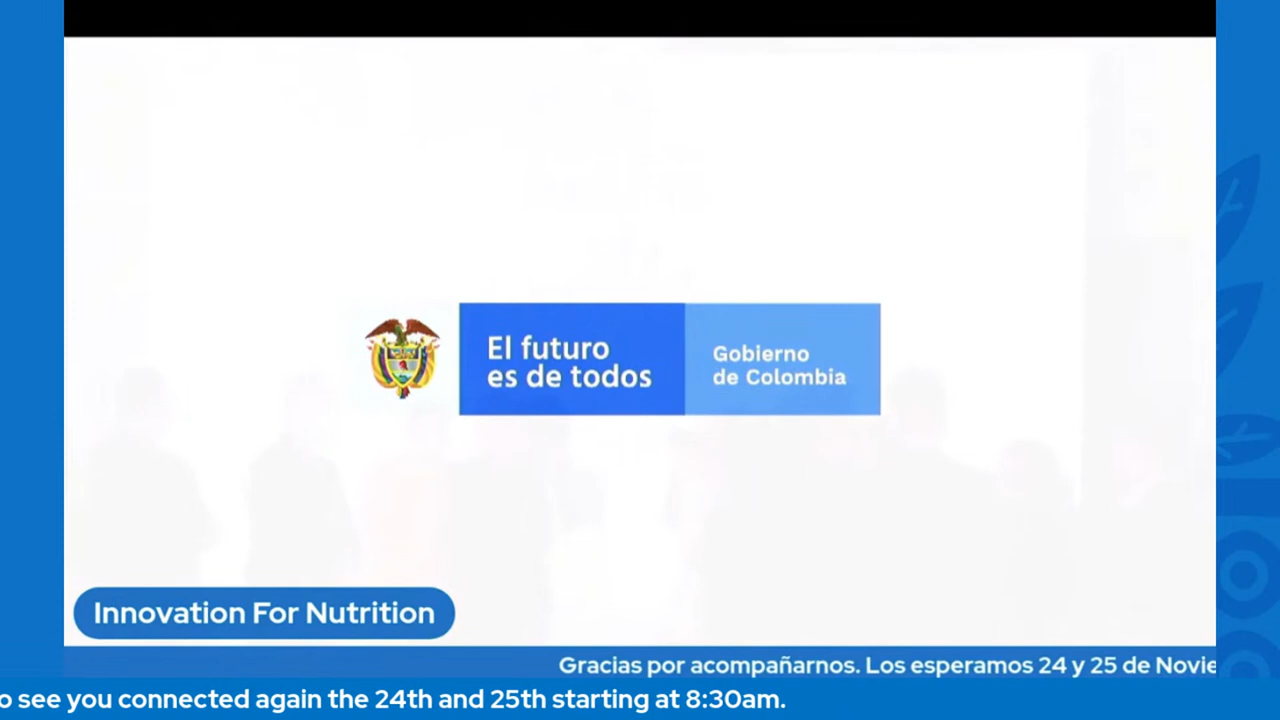 El futuro
es de todos
Gobierno
de Colombia
Innovation For Nutrition
Gracias por acompañarnos. Los esperamos 24 y 25 de Novie
o see you connected again the 24th and 25th starting at 8:30am.